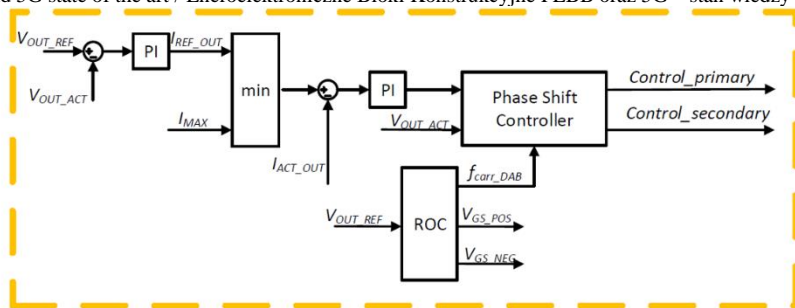 d 5G state of the art / Energoelektroniczne Bloki Konstrukcyjne PEBB oraz 5G – stan wiedzy
V_OUT_REF
PI
I_REF_OUT
V_OUT_ACT
min
I_MAX
I_ACT_OUT
PI
V_OUT_ACT
Phase Shift
Controller
Control_primary
Control_secondary
f_carr_DAB
V_OUT_REF
ROC
V_GS_POS
V_GS_NEG